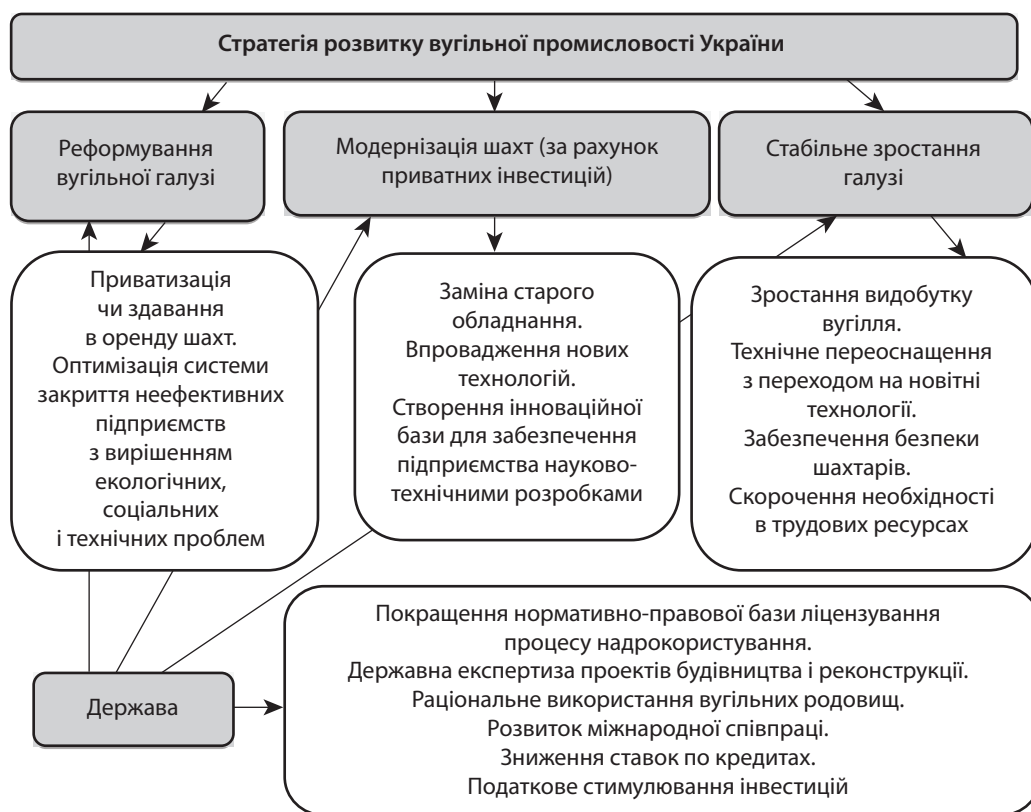 Стратегія розвитку вугільної промисловості України
Реформування
вугільної галузі
Модернізація шахт (за рахунок
приватних інвестицій)
Стабільне зростання
галузі
Приватизація
чи здавання
в оренду шахт.
Оптимізація системи
закриття неефективних
підприємств
з вирішенням
екологічних,
соціальних
і технічних проблем
Заміна старого
обладнання.
Впровадження нових
технологій.
Створення інноваційної
бази для забезпечення
підприємства науково-
технічними розробками
Зростання видобутку
вугілля.
Технічне переоснащення
з переходом на новітні
технології.
Забезпечення безпеки
шахтарів.
Скорочення необхідності
в трудових ресурсах
Держава
Покращення нормативно-правової бази ліцензування
процесу надрокористування.
Державна експертиза проектів будівництва і реконструкції.
Раціональне використання вугільних родовищ.
Розвиток міжнародної співпраці.
Зниження ставок по кредитах.
Податкове стимулювання інвестицій